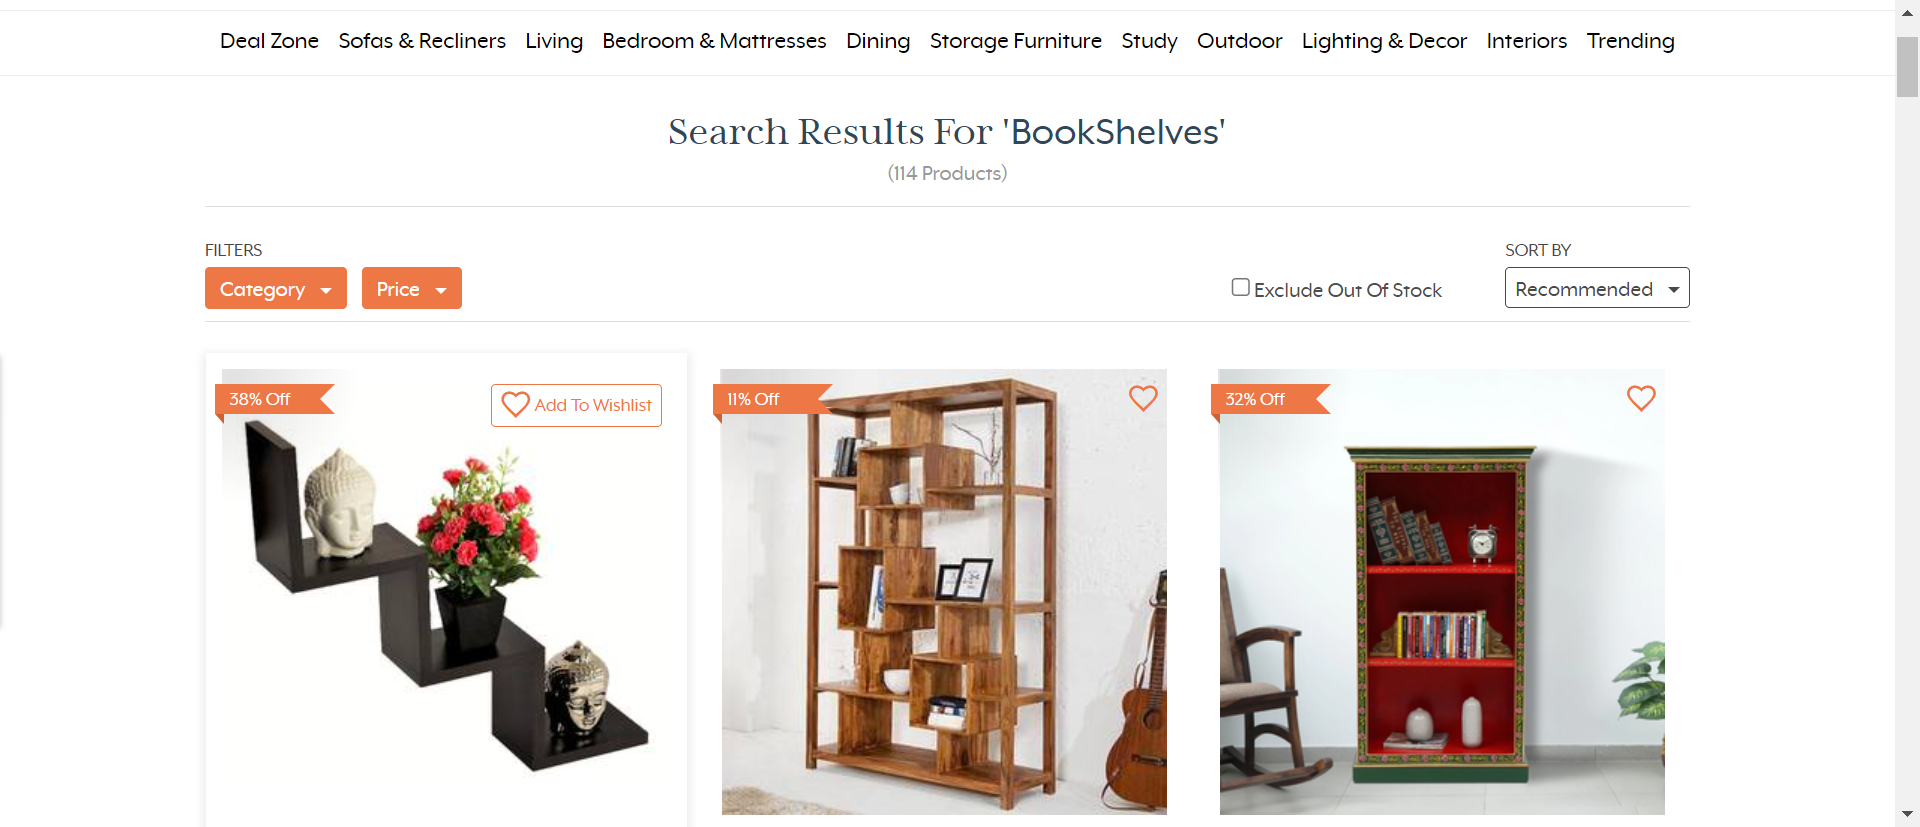 Deal Zone Sofas & Recliners Living Bedroom & Mattresses Dining Storage Furniture Study Outdoor Lighting & Decor Interiors Trending
Search Results For 'BookShelves'
(114 Products)
FILTERS
SORT BY
Category Price Exclude Out Of Stock Recommended
38% Off Add To Wishlist 11% Off 32% Off